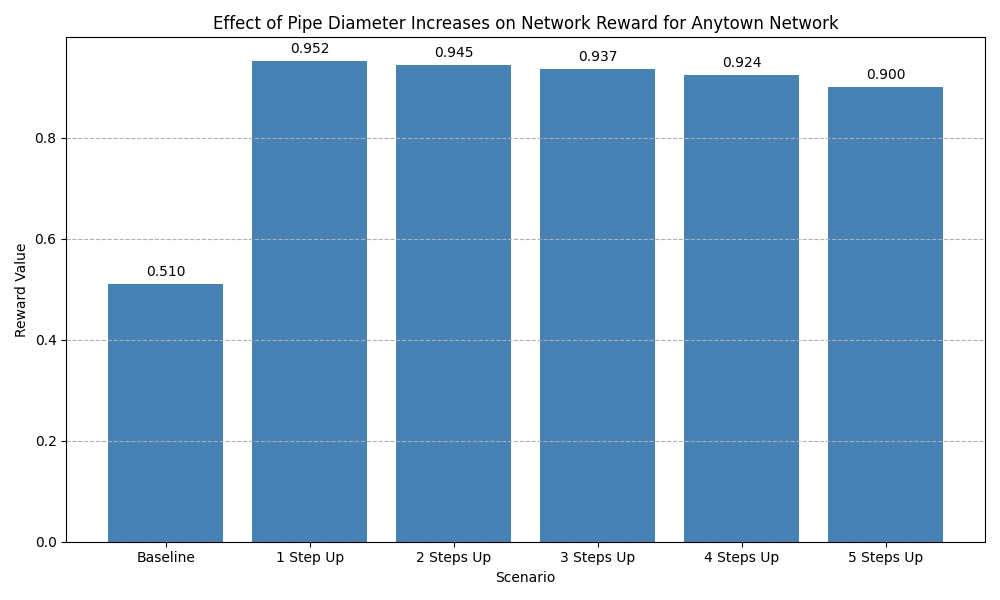 Effect of Pipe Diameter Increases on Network Reward for Anytown Network
0.952
0.945
0.937
0.924
0.900
0.510
0.8
0.6
0.4
0.2
0.0
Reward Value
Baseline
1 Step Up
2 Steps Up
3 Steps Up
4 Steps Up
5 Steps Up
Scenario